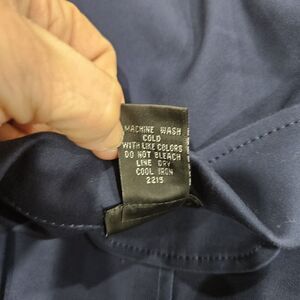 MACHINE WASH
COLD
WITH LIKE COLORS
DO NOT BLEACH
LINE DRY
COOL IRON
2215